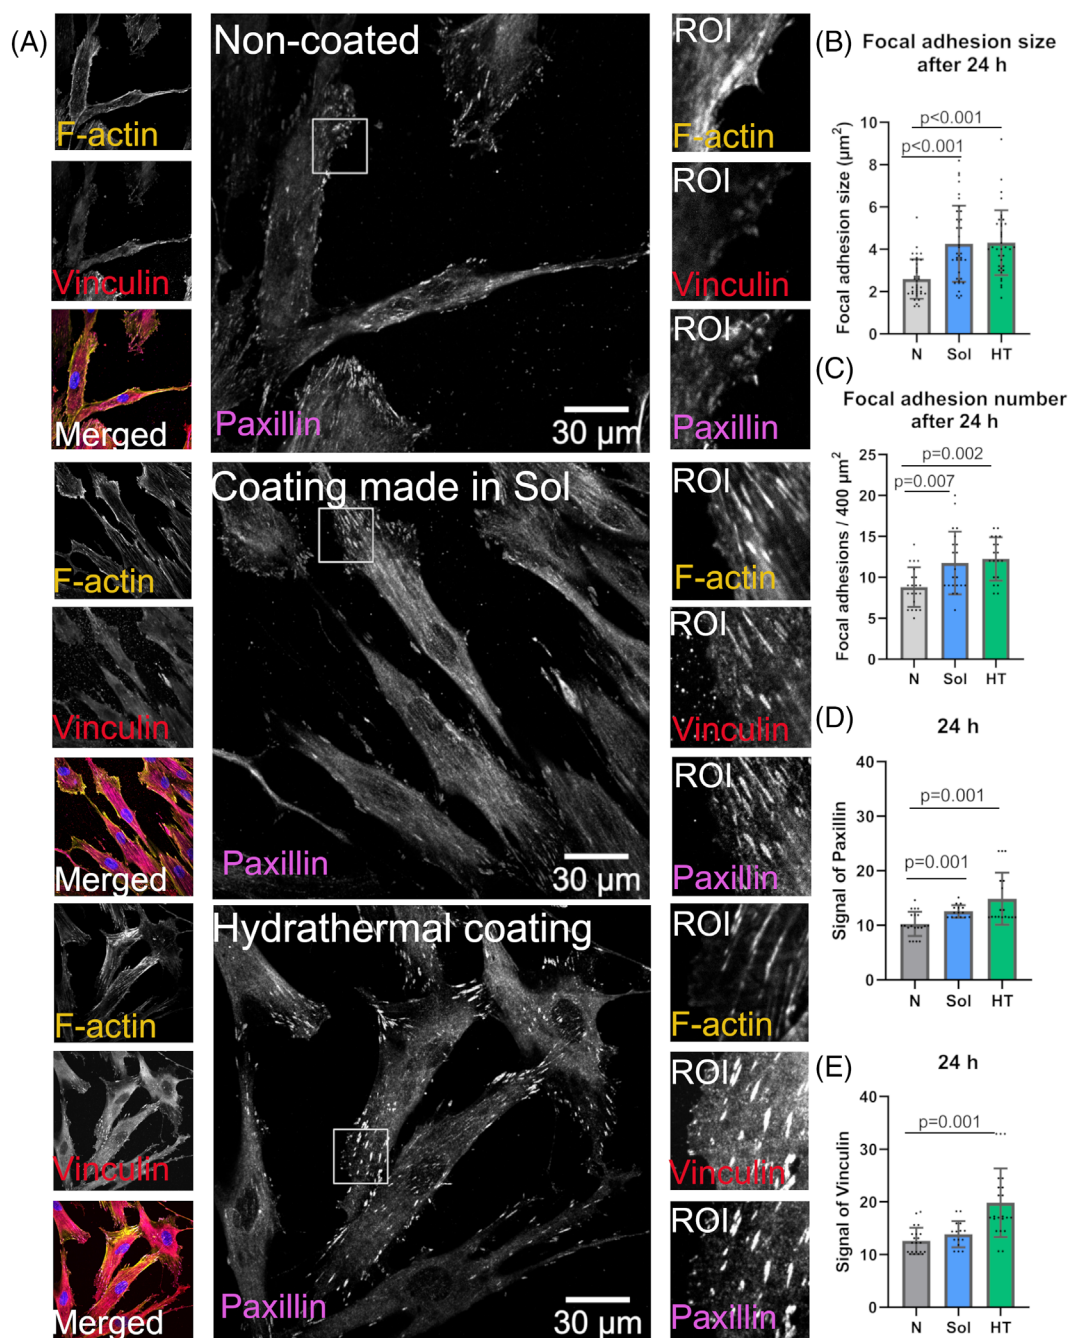 (A)
F-actin
Vinculin
Merged
Non-coated
Paxillin
30 µm
ROI
F-actin
ROI
Vinculin
ROI
Paxillin
F-actin
Vinculin
Merged
Coating made in Sol
Paxillin
30 µm
ROI
F-actin
ROI
Vinculin
ROI
Paxillin
F-actin
Vinculin
Merged
Hydrathermal coating
Paxillin
30 µm
ROI
F-actin
ROI
Vinculin
ROI
Paxillin
(B)
Focal adhesion size
after 24 h
Focal adhesion size (µm²)
10
8
6
4
2
0
p<0.001
p<0.001
N Sol HT
(C)
Focal adhesion number
after 24 h
Focal adhesions / 400 µm²
25
20
15
10
5
0
p=0.002
p=0.007
N Sol HT
(D)
24 h
Signal of Paxillin
40
30
20
10
0
p=0.001
p=0.001
N Sol HT
(E)
24 h
Signal of Vinculin
40
30
20
10
0
p=0.001
N Sol HT